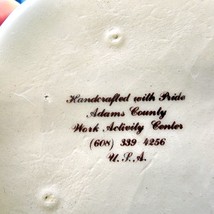 Handcrafted with Pride
Adams County
Work Activity Center
(608) 339 4256
U.S.A.